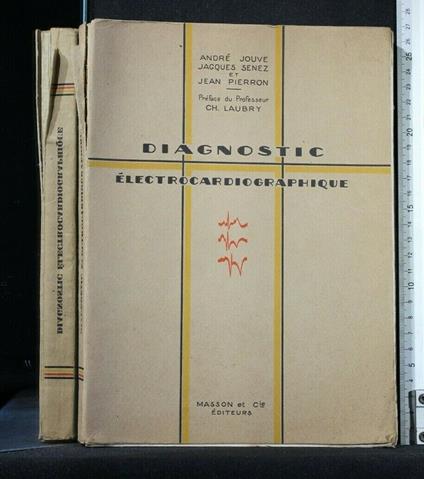 ANDRÉ JOUVE
JACQUES SENEZ
ET
JEAN PIERRON
Préface du Professeur
CH. LAUBRY
DIAGNOSTIC
ÉLECTROCARDIOGRAPHIQUE
MASSON et Cie
ÉDITEURS
DIAGNOSTIC ÉLECTROCARDIOGRAPHIQUE